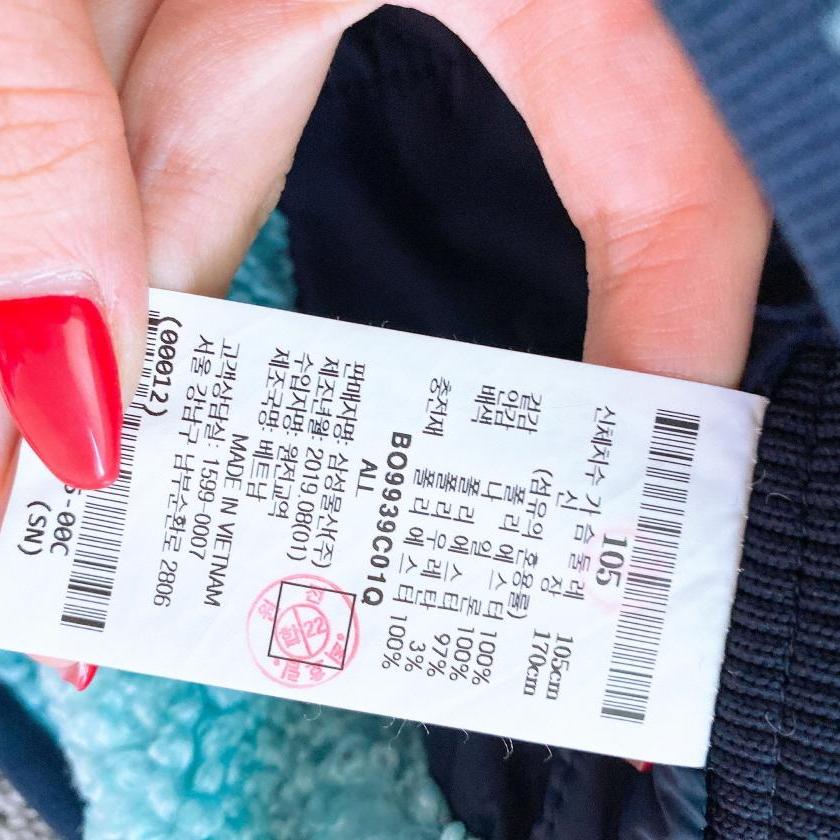 105
신체치수 가 슴 둘 레 105cm
신 장 170cm
(섬유의 혼용률)
겉감 폴 리 에 스 터 100%
안감 나 일 론 100%
배색 폴 리 에 스 터 97%
폴 리 우 레 탄 3%
충전재 폴 리 에 스 터 100%
BO9939C01Q
ALL
판매자명: 삼성물산(주)
제조년월: 2019.08(01)
수입자명: 원진교역
제조국명: 베트남
MADE IN VIETNAM
고객상담실: 1599-0007
서울 강남구 남부순환로 2806
(00012)
-00C
(SN)
22